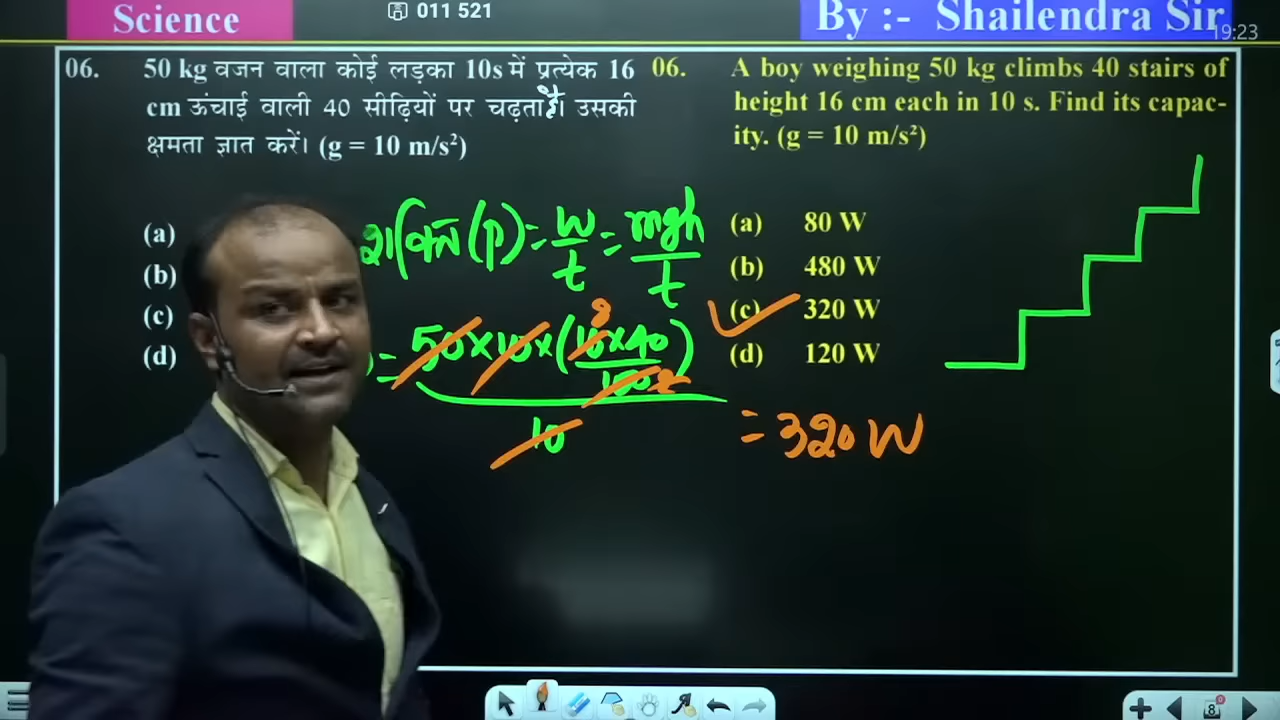 Science
011 521
By :- Shailendra Sir
19:23
06. 50 kg वजन वाला कोई लड़का 10s में प्रत्येक 16
cm ऊंचाई वाली 40 सीढ़ियों पर चढ़ता है। उसकी
क्षमता ज्ञात करें। (g = 10 m/s²)
(a)
(b)
(c)
(d)
06. A boy weighing 50 kg climbs 40 stairs of
height 16 cm each in 10 s. Find its capac-
ity. (g = 10 m/s²)
(a) 80 W
(b) 480 W
(c) 320 W
(d) 120 W
शक्ति (P) = W/t = mgh/t
= 50×10×(16×40/100)
10
8
2
= 320 W
8